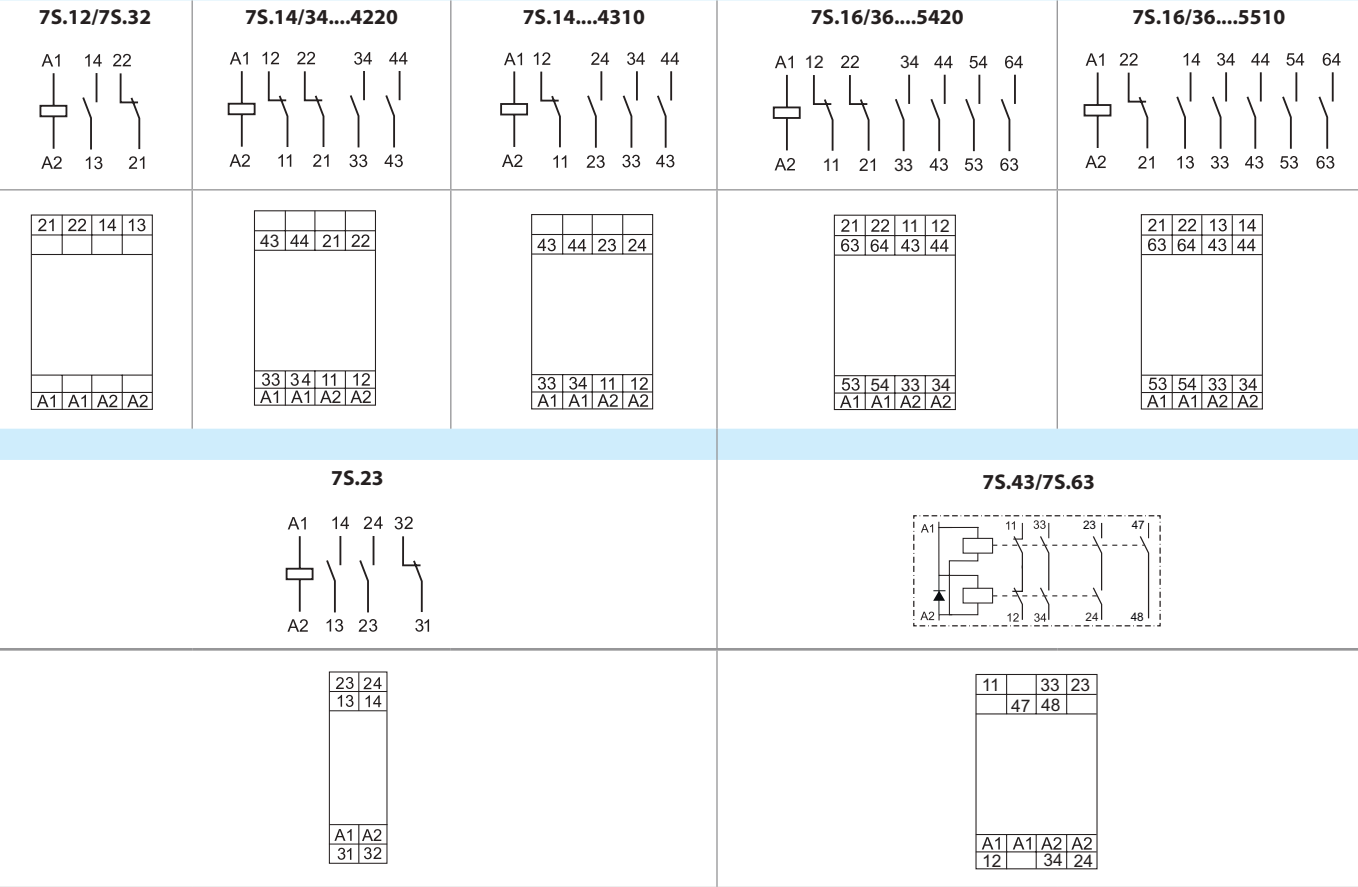 7S.12/7S.32
A1 14 22
A2 13 21
7S.14/34....4220
A1 12 22 34 44
A2 11 21 33 43
7S.14....4310
A1 12 24 34 44
A2 11 23 33 43
7S.16/36....5420
A1 12 22 34 44 54 64
A2 11 21 33 43 53 63
7S.16/36....5510
A1 22 14 34 44 54 64
A2 21 13 33 43 53 63
21 22 14 13
A1 A1 A2 A2
43 44 21 22
33 34 11 12
A1 A1 A2 A2
43 44 23 24
33 34 11 12
A1 A1 A2 A2
21 22 11 12
63 64 43 44
53 54 33 34
A1 A1 A2 A2
21 22 13 14
63 64 43 44
53 54 33 34
A1 A1 A2 A2
7S.23
A1 14 24 32
A2 13 23 31
7S.43/7S.63
A1 11 33 23 47
A2 12 34 24 48
23 24
13 14
A1 A2
31 32
11 33 23
47 48
A1 A1 A2 A2
12 34 24